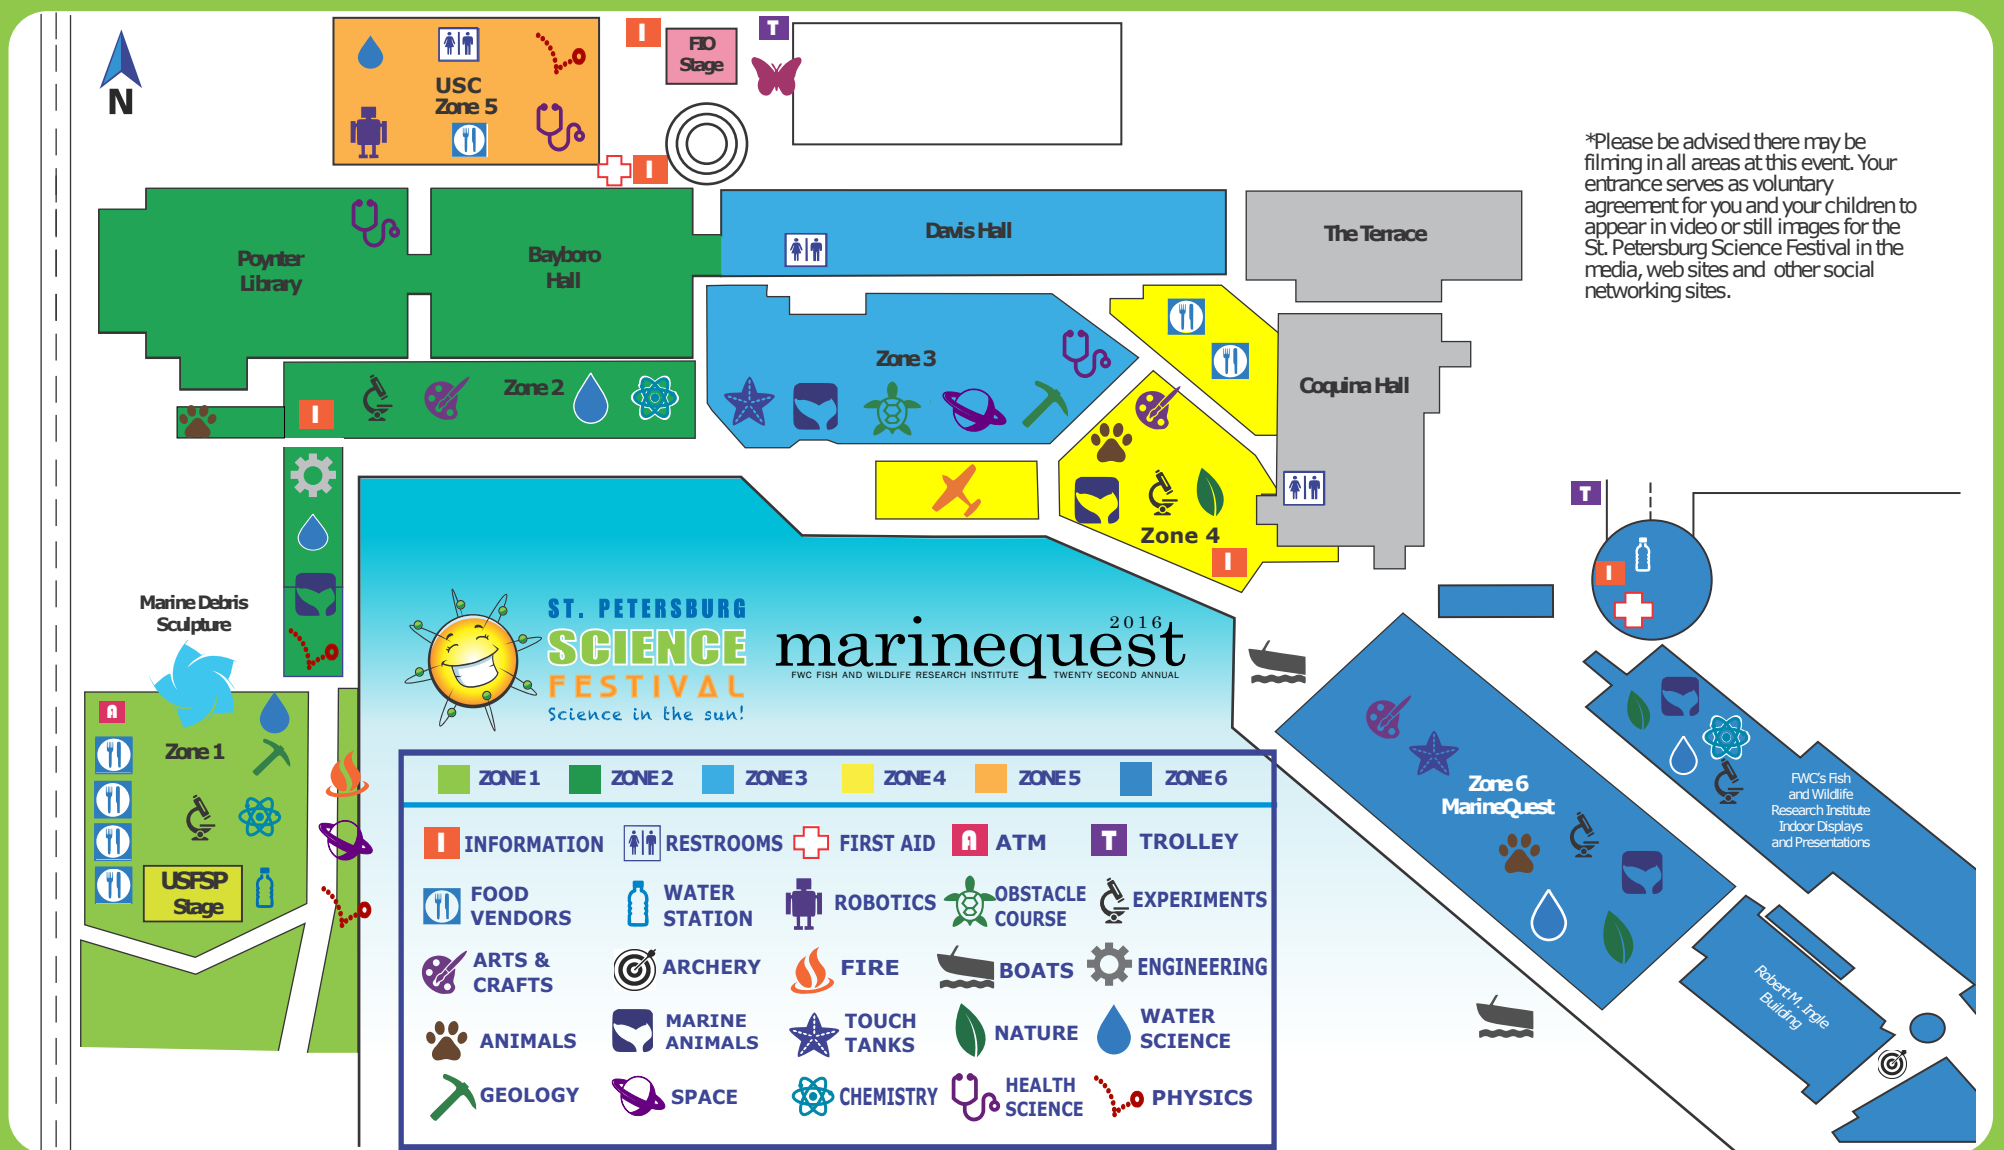 N
USC
Zone 5
I
FIO
Stage
T
I
*Please be advised there may be
filming in all areas at this event. Your
entrance serves as voluntary
agreement for you and your children to
appear in video or still images for the
St. Petersburg Science Festival in the
media, web sites and other social
networking sites.
Poynter
Library
Bayboro
Hall
Davis Hall
The Terrace
Zone 2
I
Zone 3
Coquina Hall
Zone 4
I
T
I
Marine Debris
Sculpture
A
Zone 1
USFSP
Stage
ST. PETERSBURG
SCIENCE
FESTIVAL
Science in the sun!
2016
marinequest
FWC FISH AND WILDLIFE RESEARCH INSTITUTE TWENTY SECOND ANNUAL
Zone 6
MarineQuest
FWC's Fish
and Wildlife
Research Institute
Indoor Displays
and Presentations
Robert M. Ingle
Building
ZONE 1 ZONE 2 ZONE 3 ZONE 4 ZONE 5 ZONE 6
I INFORMATION RESTROOMS FIRST AID A ATM T TROLLEY
FOOD
VENDORS
WATER
STATION
ROBOTICS
OBSTACLE
COURSE
EXPERIMENTS
ARTS &
CRAFTS
ARCHERY
FIRE
BOATS
ENGINEERING
ANIMALS
MARINE
ANIMALS
TOUCH
TANKS
NATURE
WATER
SCIENCE
GEOLOGY
SPACE
CHEMISTRY
HEALTH
SCIENCE
PHYSICS